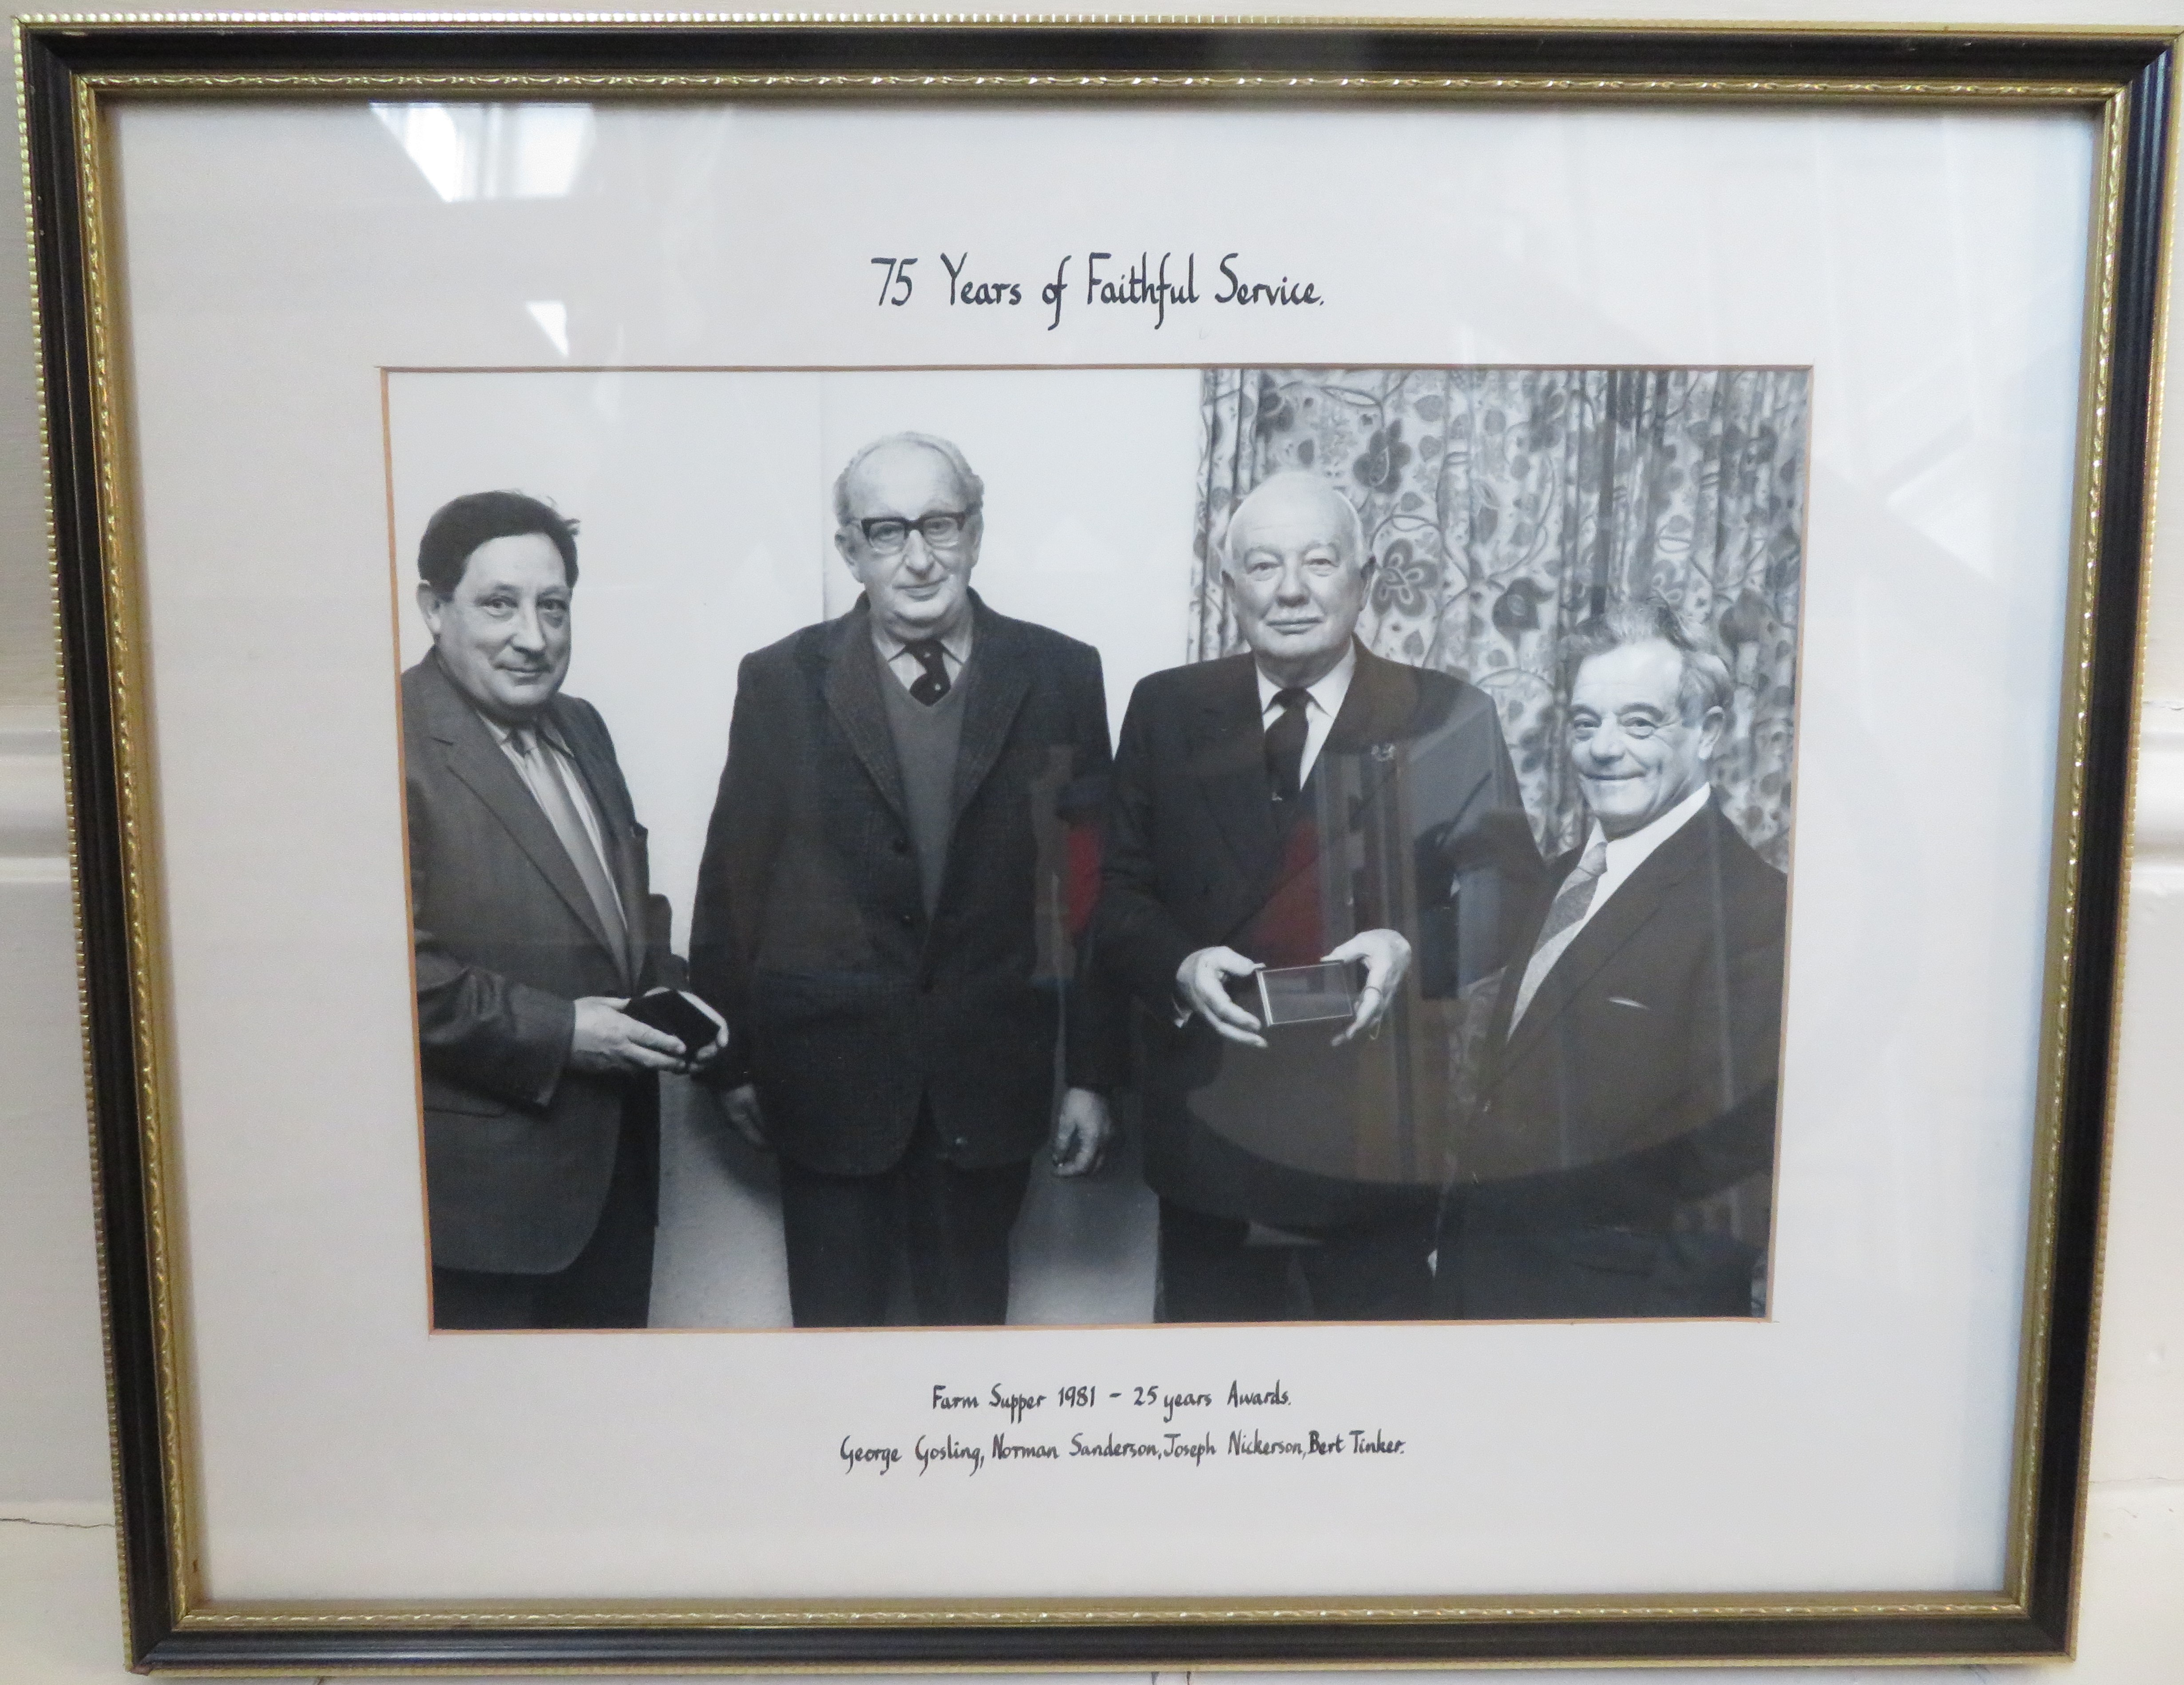 75 Years of Faithful Service.
Farm Supper 1981 - 25 years Awards.
George Gosling, Norman Sanderson, Joseph Nickerson, Bert Tinker.